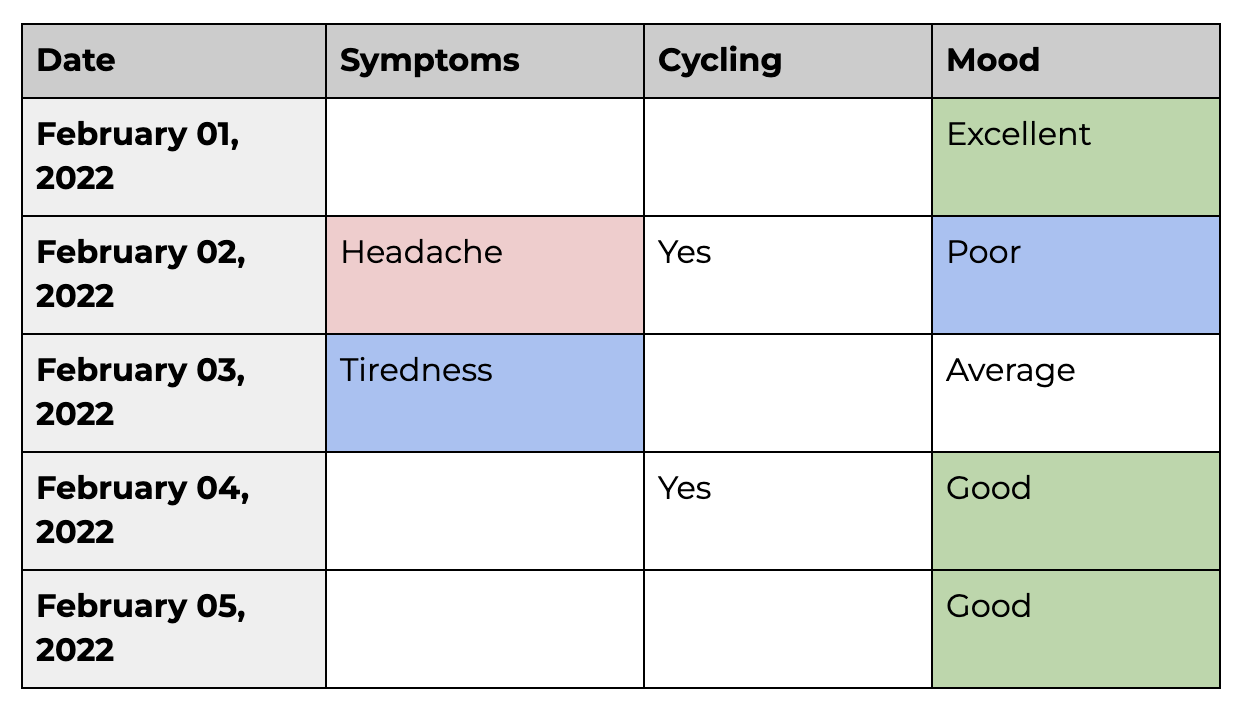 Date Symptoms Cycling Mood
February 01, Excellent
2022
February 02, Headache Yes Poor
2022
February 03, Tiredness Average
2022
February 04, Yes Good
2022
February 05, Good
2022